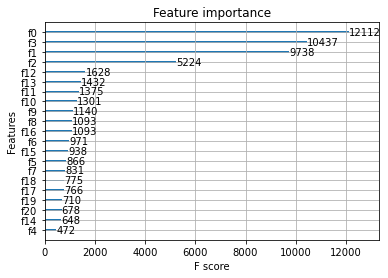 Feature importance
f0 12112
f3 10437
f1 9738
f2 5224
f12 1628
f13 1432
f11 1375
f10 1301
f9 1140
f8 1093
f16 1093
f6 971
f15 938
f5 866
f7 831
f18 775
f17 766
f19 710
f20 678
f14 648
f4 472
Features
0 2000 4000 6000 8000 10000 12000
F score